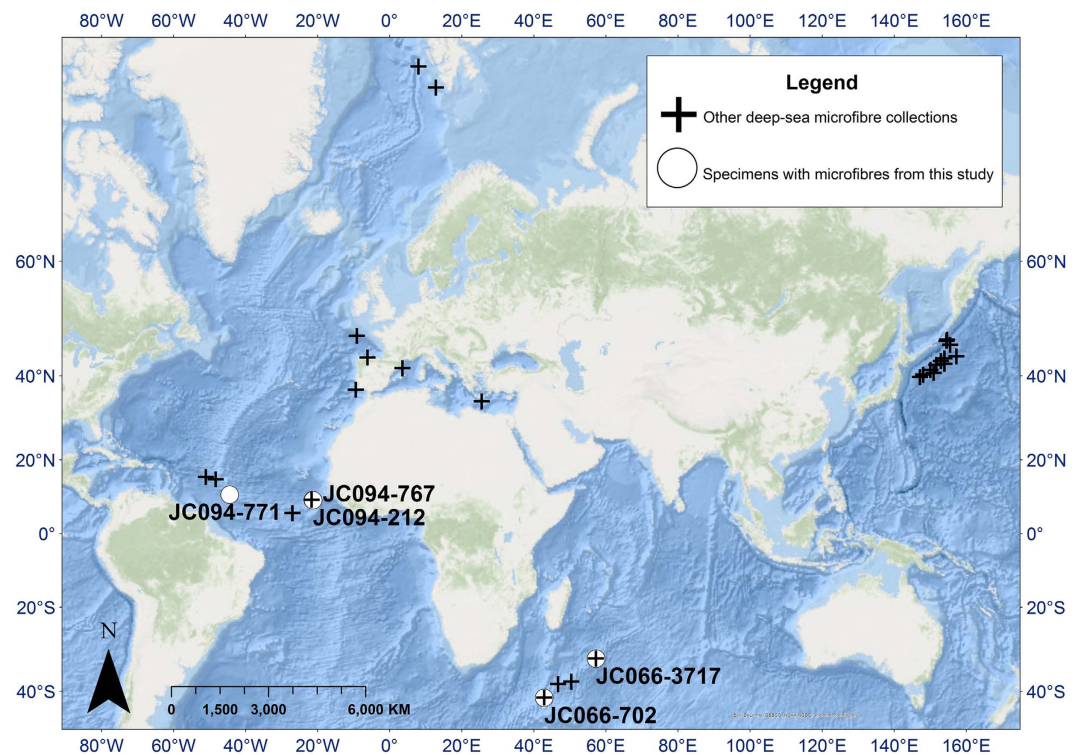 80°W 60°W 40°W 20°W 0° 20°E 40°E 60°E 80°E 100°E 120°E 140°E 160°E
Legend
Other deep-sea microfibre collections
Specimens with microfibres from this study
60°N 60°N
40°N 40°N
20°N 20°N
JC094-767
JC094-771
JC094-212
0° 0°
20°S 20°S
N
JC066-3717
40°S 40°S
0 1,500 3,000 6,000 KM
JC066-702
80°W 60°W 40°W 20°W 0° 20°E 40°E 60°E 80°E 100°E 120°E 140°E 160°E